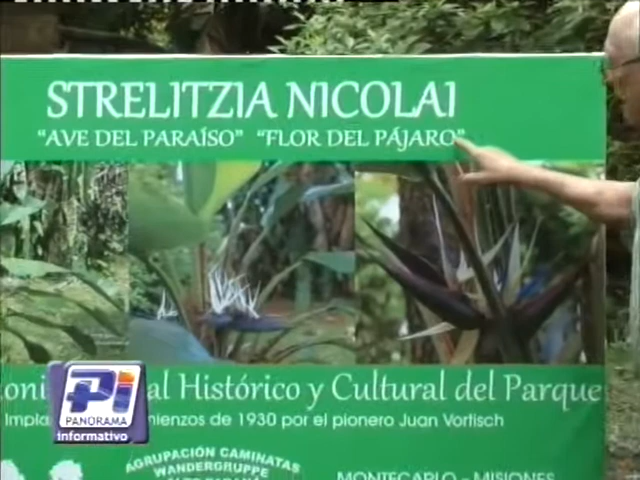 STRELITZIA NICOLAI
"AVE DEL PARAÍSO" "FLOR DEL PÁJARO"
al Histórico y Cultural del Parque
Impla mienzos de 1930 por el pionero Juan Vortisch
Pi
PANORAMA
informativo
AGRUPACIÓN CAMINATAS
WANDERGRUPPE
MONTECARLO - MISIONES